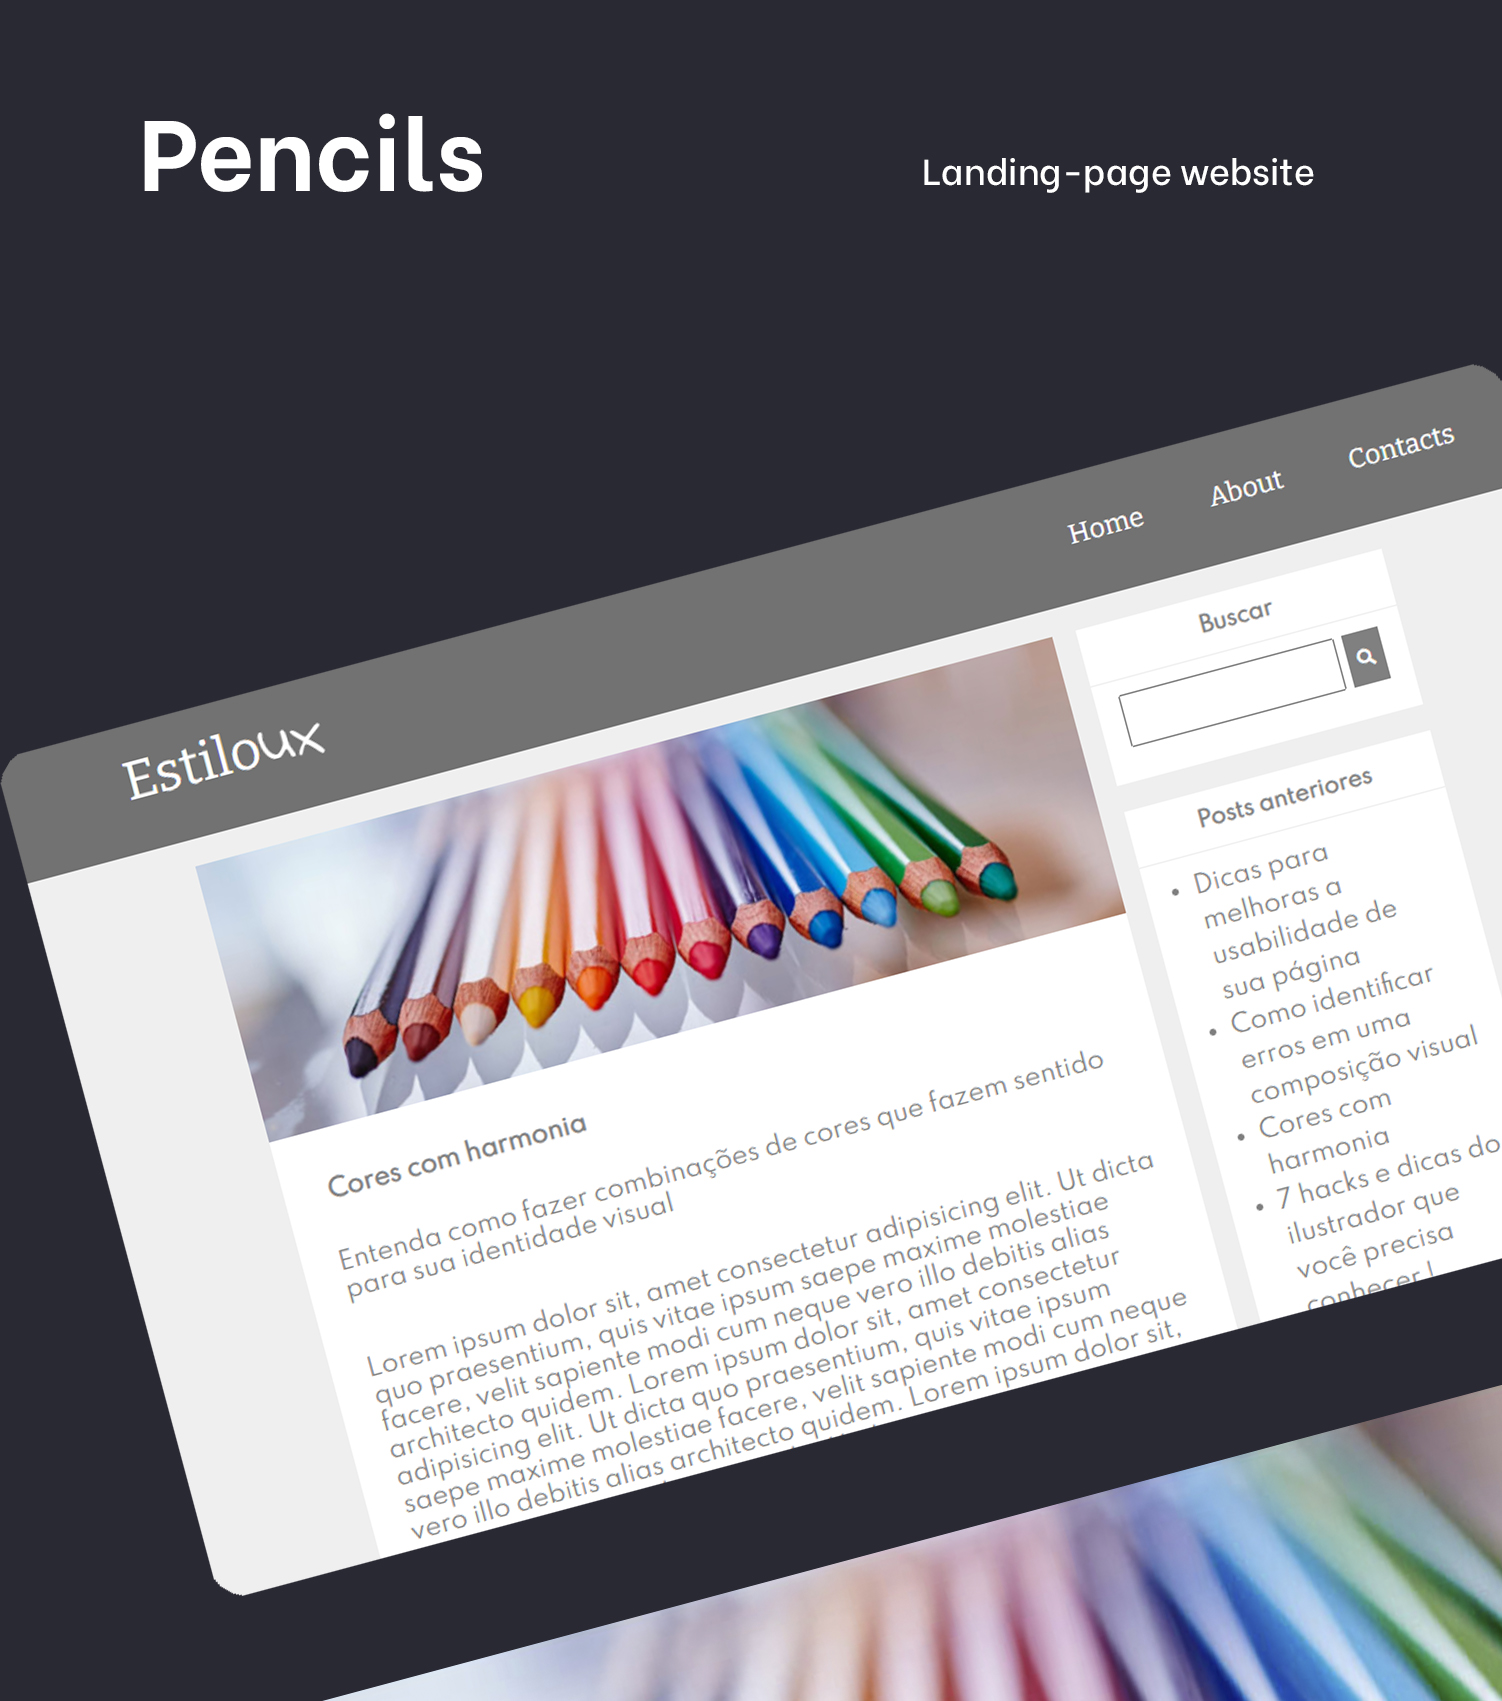 Pencils
Landing-page website
Estiloux
Home
About
Contacts
Cores com harmonia
Entenda como fazer combinações de cores que fazem sentido
para sua identidade visual
Lorem ipsum dolor sit, amet consectetur adipisicing elit. Ut dicta
quo praesentium, quis vitae ipsum saepe maxime molestiae
facere, velit sapiente modi cum neque vero illo debitis alias
architecto quidem. Lorem ipsum dolor sit, amet consectetur
adipisicing elit. Ut dicta quo praesentium, quis vitae ipsum
saepe maxime molestiae facere, velit sapiente modi cum neque
vero illo debitis alias architecto quidem. Lorem ipsum dolor sit,
Buscar
Posts anteriores
• Dicas para
melhoras a
usabilidade de
sua página
• Como identificar
erros em uma
composição visual
• Cores com
harmonia
• 7 hacks e dicas do
ilustrador que
você precisa
conhecer !